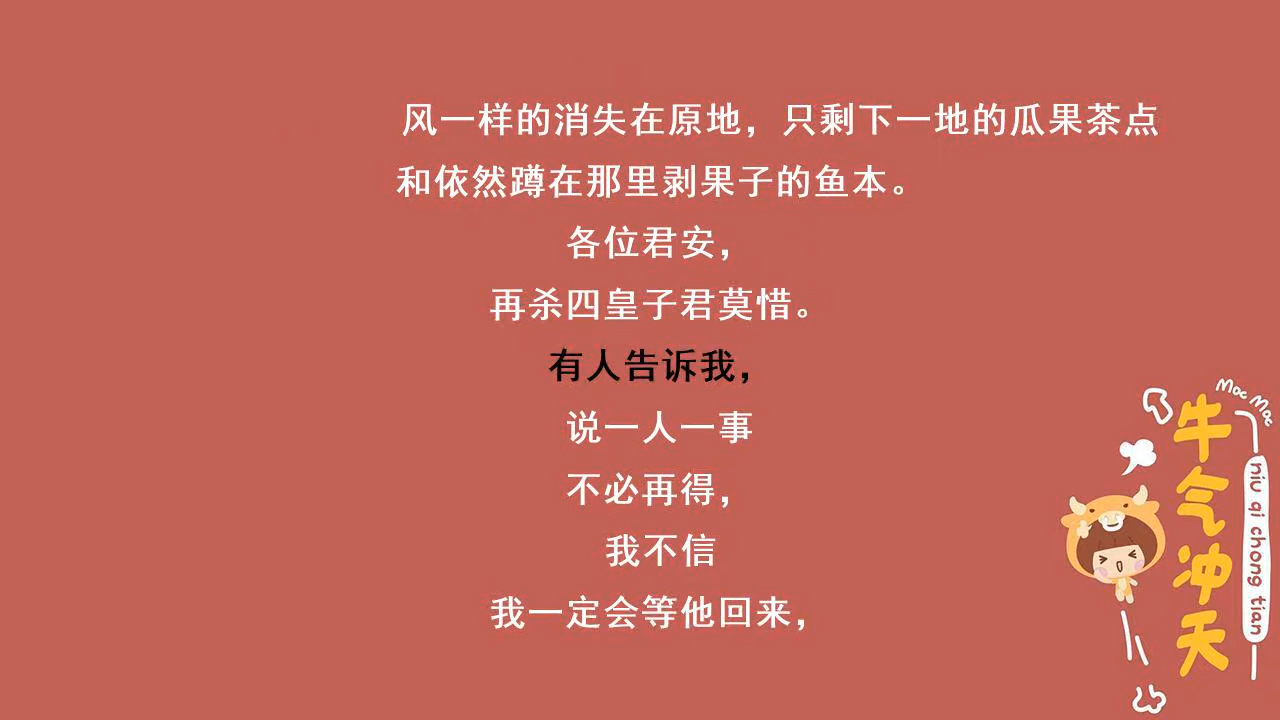 风一样的消失在原地，只剩下一地的瓜果茶点
和依然蹲在那里剥果子的鱼本。
各位君安，
再杀四皇子君莫惜。
有人告诉我，
说一人一事
不必再得，
我不信
我一定会等他回来，
Moc Moc
牛气冲天
niu qi chong tian